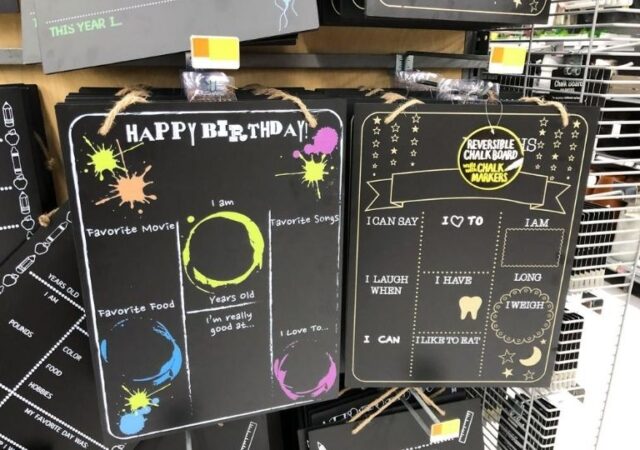 THIS YEAR I...
HAPPY BIRTHDAY!
I am
Favorite Movie
Favorite Songs
Years Old
Favorite Food
I'm really
good at...
I Love To...
REVERSIBLE
CHALK BOARD
CHALK
MARKERS
NS
I CAN SAY
I ♡ TO
I AM
I LAUGH
WHEN
I HAVE
LONG
I WEIGH
I CAN
I LIKE TO EAT
YEARS OLD
I AM
POUNDS
COLOR
FOOD
HOBBIES
MY FAVORITE DAY WAS